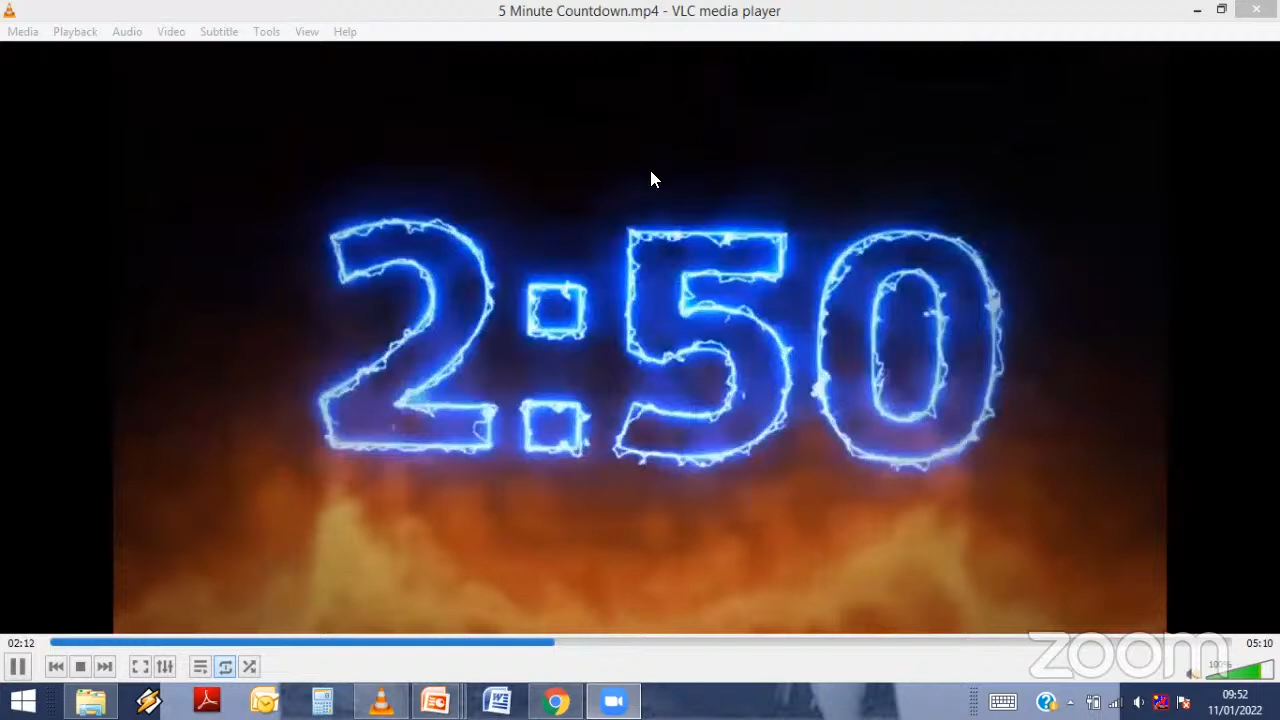 5 Minute Countdown.mp4 - VLC media player
Media Playback Audio Video Subtitle Tools View Help
2:50
02:12
05:10
zoom
100%
09:52
11/01/2022